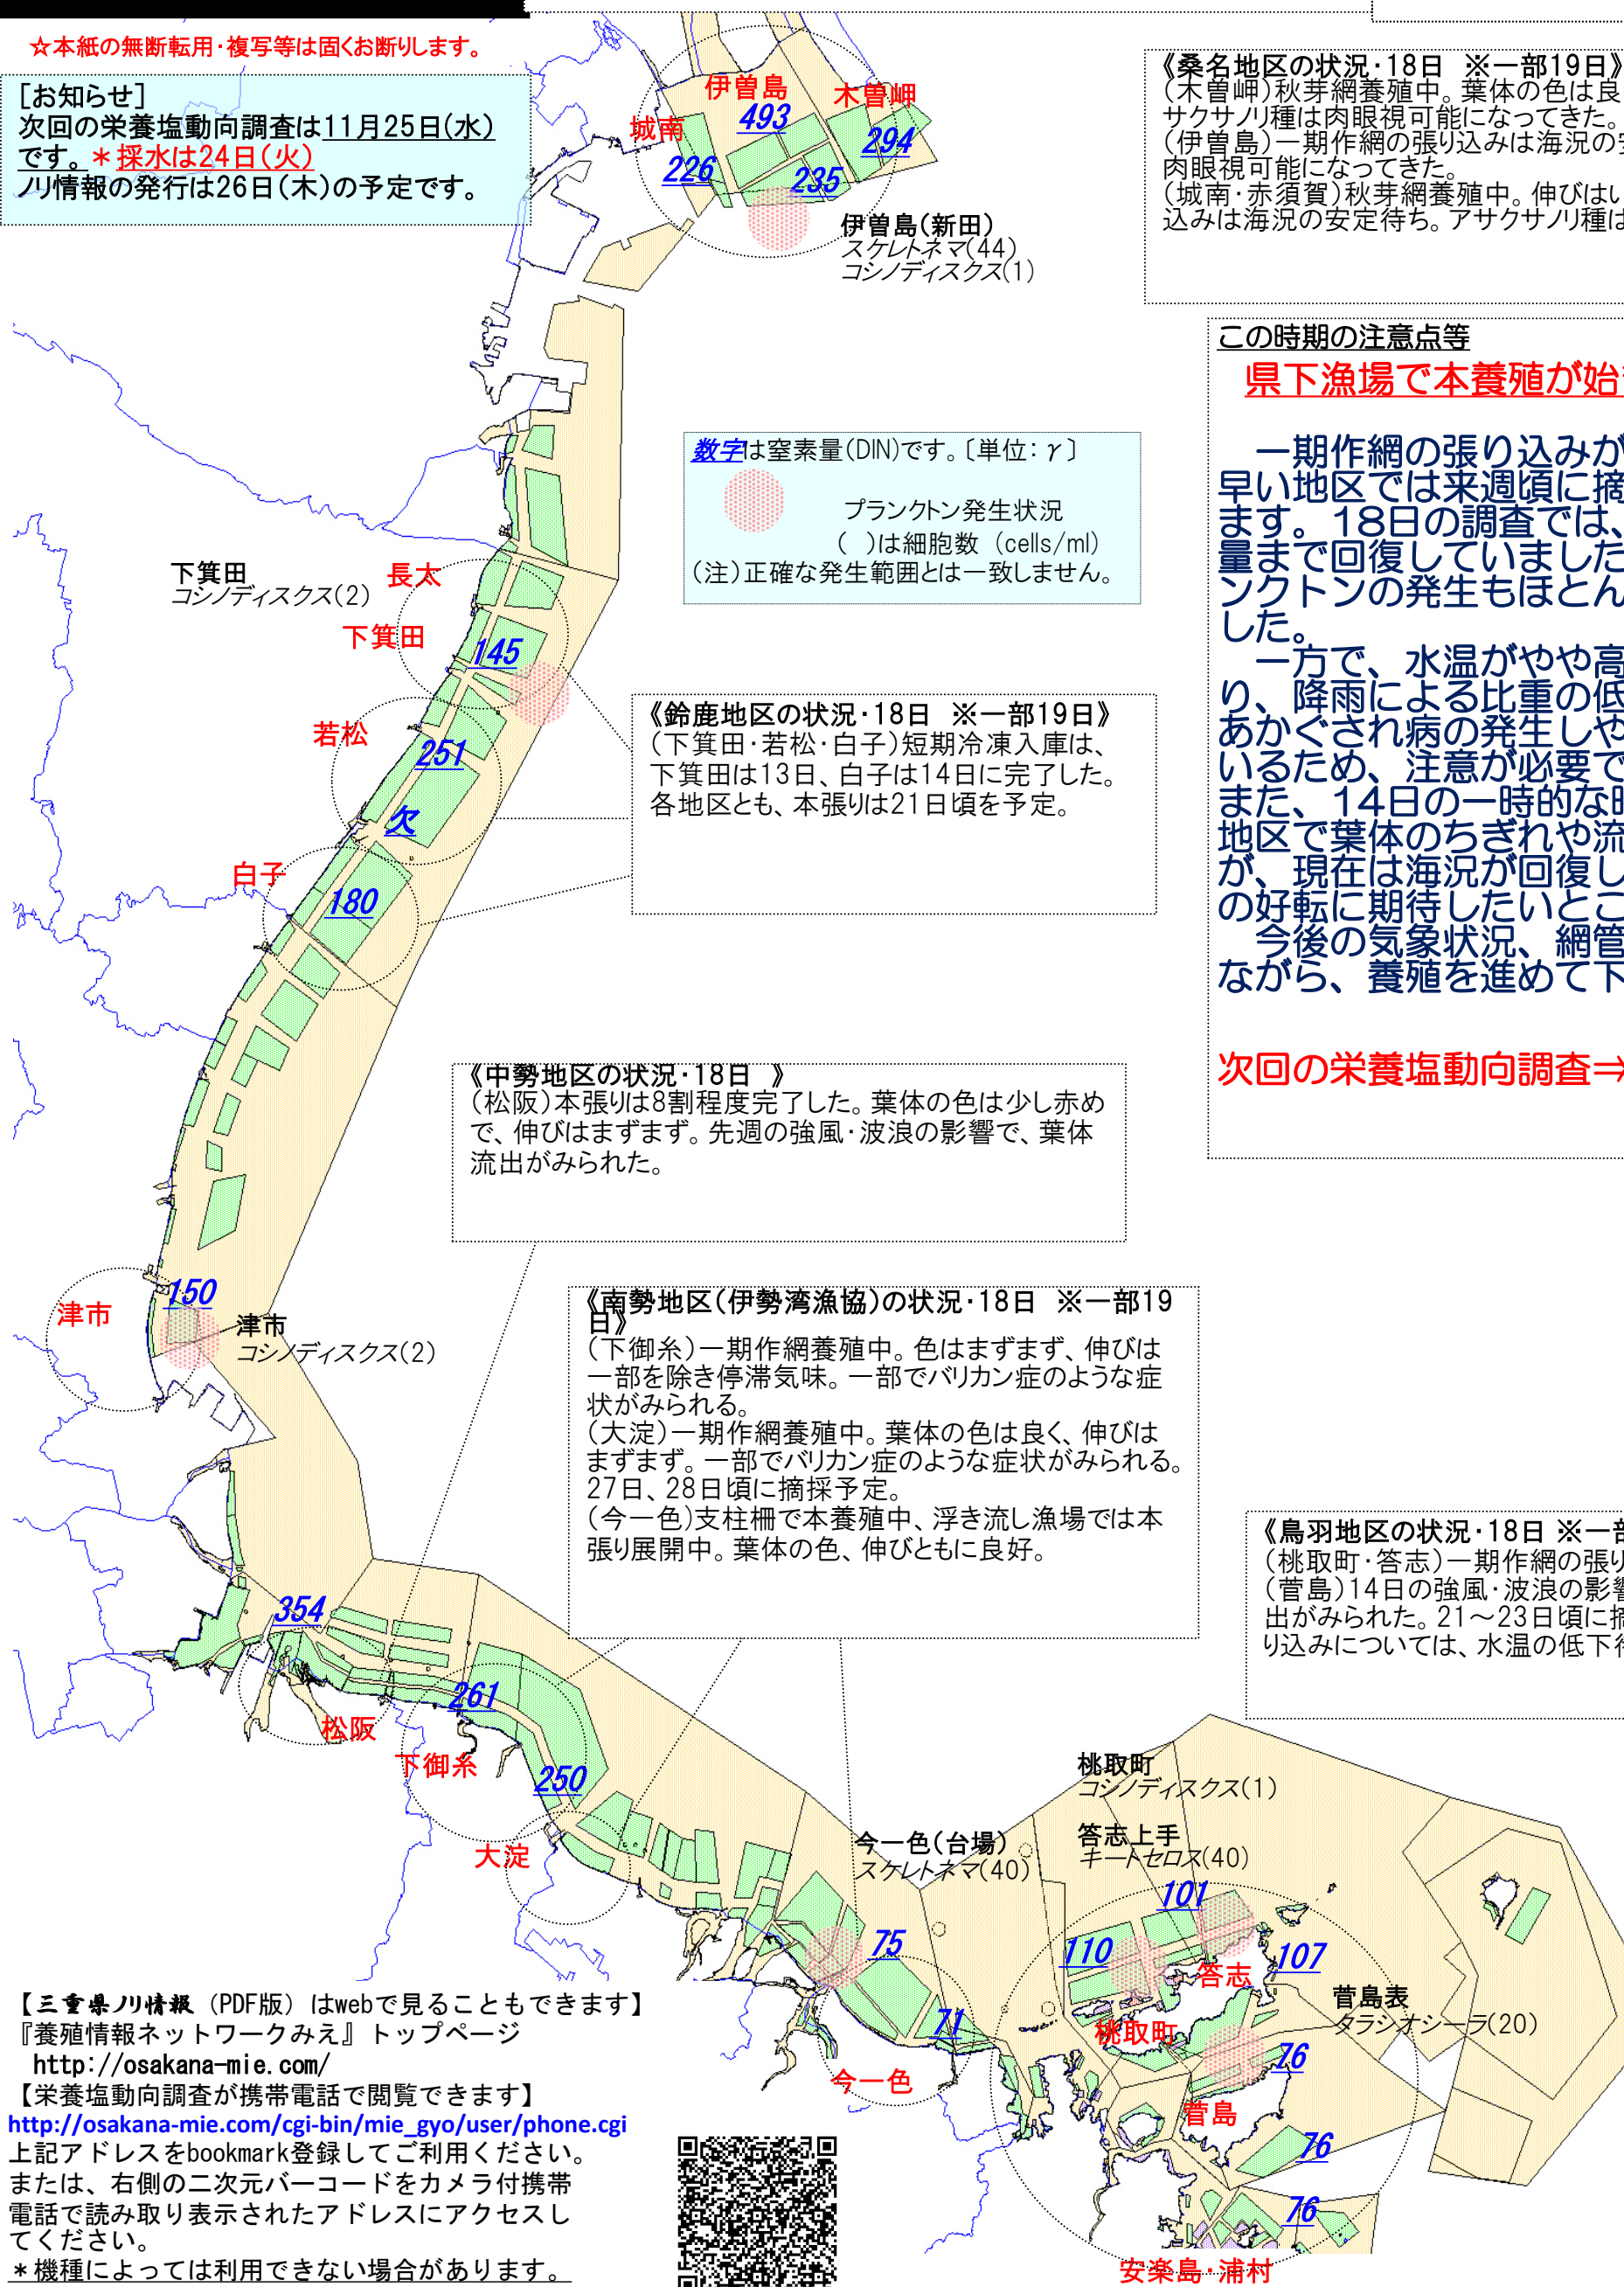 ☆本紙の無断転用・複写等は固くお断りします。
[お知らせ]
次回の栄養塩動向調査は11月25日(水)
です。＊採水は24日(火)
ノリ情報の発行は26日(木)の予定です。
伊曽島
木曽岬
城南
493
294
226
235
伊曽島(新田)
スケレトネマ(44)
コシノディスクス(1)
《桑名地区の状況・18日 ※一部19日》
(木曽岬)秋芽網養殖中。葉体の色は良
サクサノリ種は肉眼視可能になってきた。
(伊曽島)一期作網の張り込みは海況の
肉眼視可能になってきた。
(城南・赤須賀)秋芽網養殖中。伸びはい
込みは海況の安定待ち。アサクサノリ種は
この時期の注意点等
県下漁場で本養殖が始
一期作網の張り込みが
早い地区では来週頃に摘
ます。18日の調査では、
量まで回復していました
ンクトンの発生もほとん
した。
一方で、水温がやや高
り、降雨による比重の低
あかぐされ病の発生しや
いるため、注意が必要で
また、14日の一時的な時
地区で葉体のちぎれや流
が、現在は海況が回復し
の好転に期待したいとこ
今後の気象状況、網管
ながら、養殖を進めて下
次回の栄養塩動向調査⇒
数字は窒素量(DIN)です。〔単位：γ〕
プランクトン発生状況
( )は細胞数 (cells/ml)
(注)正確な発生範囲とは一致しません。
下箕田
コシノディスクス(2)
長太
下箕田
145
若松
251
欠
白子
180
《鈴鹿地区の状況・18日 ※一部19日》
(下箕田・若松・白子)短期冷凍入庫は、
下箕田は13日、白子は14日に完了した。
各地区とも、本張りは21日頃を予定。
《中勢地区の状況・18日 》
(松阪)本張りは8割程度完了した。葉体の色は少し赤め
で、伸びはまずまず。先週の強風・波浪の影響で、葉体
流出がみられた。
150
津市
津市
コシノディスクス(2)
《南勢地区(伊勢湾漁協)の状況・18日 ※一部19
日》
(下御糸)一期作網養殖中。色はまずまず、伸びは
一部を除き停滞気味。一部でバリカン症のような症
状がみられる。
(大淀)一期作網養殖中。葉体の色は良く、伸びは
まずまず。一部でバリカン症のような症状がみられる。
27日、28日頃に摘採予定。
(今一色)支柱柵で本養殖中、浮き流し漁場では本
張り展開中。葉体の色、伸びともに良好。
《鳥羽地区の状況・18日 ※一部
(桃取町・答志)一期作網の張り
(菅島)14日の強風・波浪の影響
出がみられた。21～23日頃に摘
り込みについては、水温の低下待
354
松阪
261
下御糸
250
大淀
今一色(台場)
スケレトネマ(40)
75
71
今一色
桃取町
コシノディスクス(1)
答志上手
キートセロス(40)
101
110
107
答志
桃取町
菅島表
タラシオシーラ(20)
76
菅島
76
76
安楽島・浦村
【三重県ノリ情報 (PDF版) はwebで見ることもできます】
『養殖情報ネットワークみえ』トップページ
http://osakana-mie.com/
【栄養塩動向調査が携帯電話で閲覧できます】
http://osakana-mie.com/cgi-bin/mie_gyo/user/phone.cgi
上記アドレスをbookmark登録してご利用ください。
または、右側の二次元バーコードをカメラ付携帯
電話で読み取り表示されたアドレスにアクセスし
てください。
＊機種によっては利用できない場合があります。